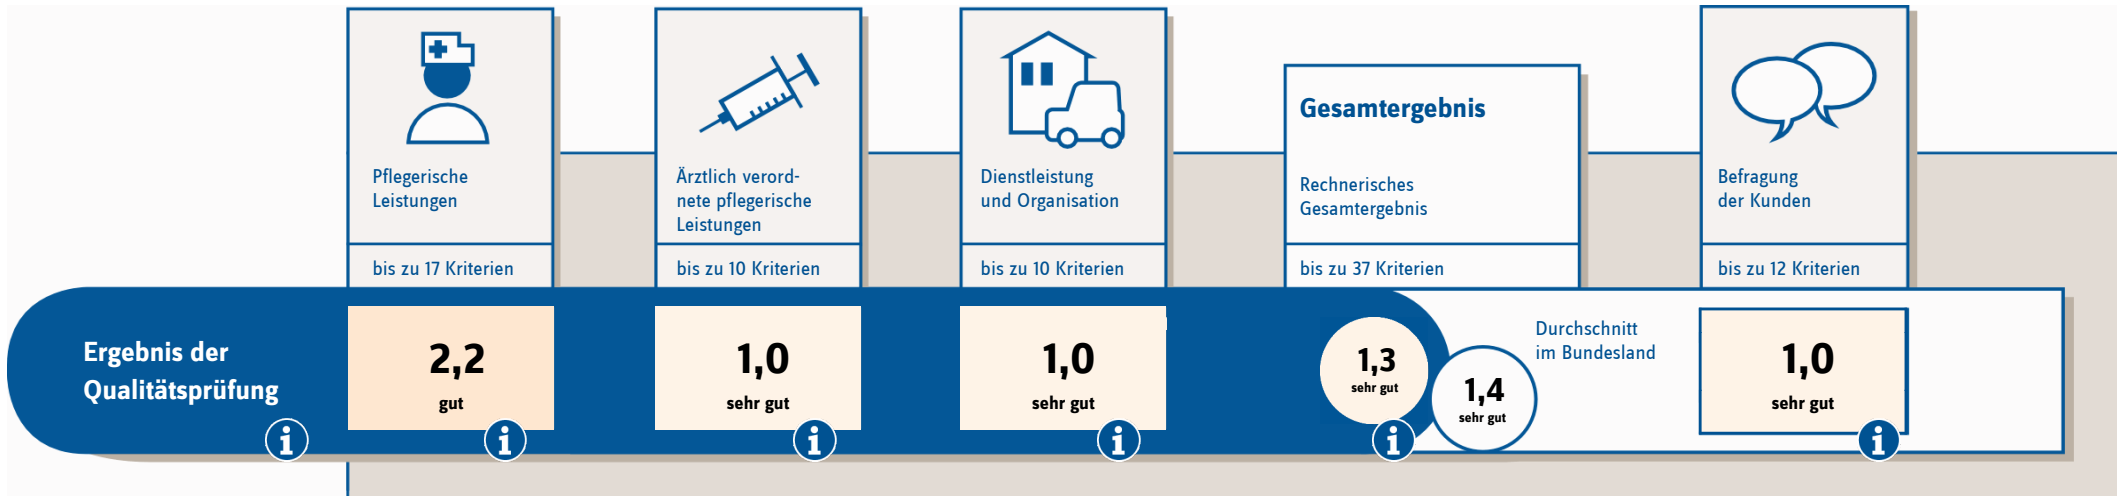 Pflegerische
Leistungen
bis zu 17 Kriterien
Ärztlich verord-
nete pflegerische
Leistungen
bis zu 10 Kriterien
Dienstleistung
und Organisation
bis zu 10 Kriterien
Gesamtergebnis
Rechnerisches
Gesamtergebnis
bis zu 37 Kriterien
Befragung
der Kunden
bis zu 12 Kriterien
Ergebnis der
Qualitätsprüfung
2,2
gut
1,0
sehr gut
1,0
sehr gut
1,3
sehr gut
1,4
sehr gut
Durchschnitt
im Bundesland
1,0
sehr gut